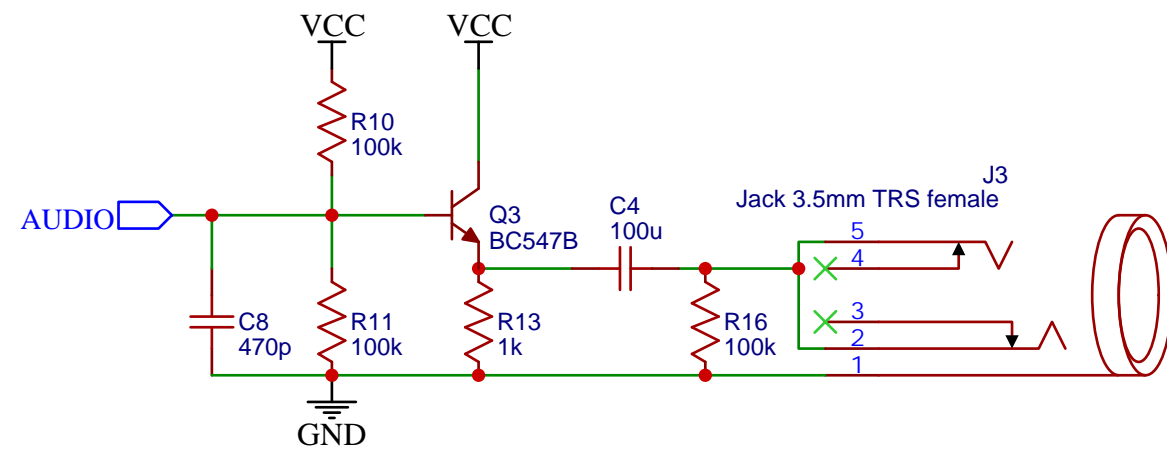 VCC
VCC
R10
100k
J3
Jack 3.5mm TRS female
AUDIO
Q3
BC547B
C4
100u
5
4
3
2
1
C8
470p
R11
100k
R13
1k
R16
100k
GND